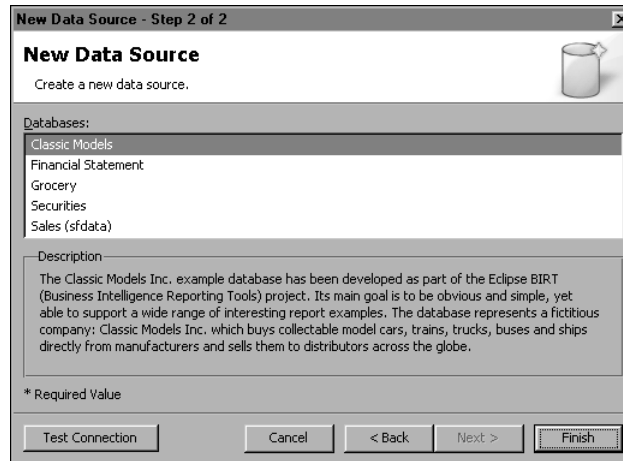 New Data Source - Step 2 of 2
New Data Source
Create a new data source.
Databases:
Classic Models
Financial Statement
Grocery
Securities
Sales (sfdata)
Description
The Classic Models Inc. example database has been developed as part of the Eclipse BIRT
(Business Intelligence Reporting Tools) project. Its main goal is to be obvious and simple, yet
able to support a wide range of interesting report examples. The database represents a fictitious
company: Classic Models Inc. which buys collectable model cars, trains, trucks, buses and ships
directly from manufacturers and sells them to distributors across the globe.
* Required Value
Test Connection Cancel < Back Next > Finish